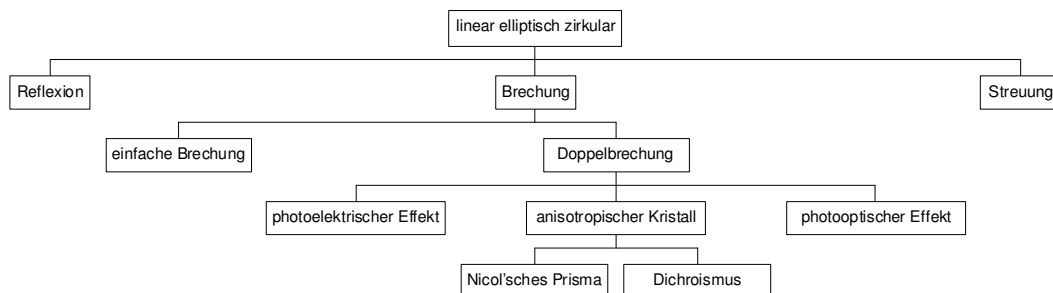 linear elliptisch zirkular
Reflexion
Brechung
Streuung
einfache Brechung
Doppelbrechung
photoelektrischer Effekt
anisotropischer Kristall
photooptischer Effekt
Nicol'sches Prisma
Dichroismus